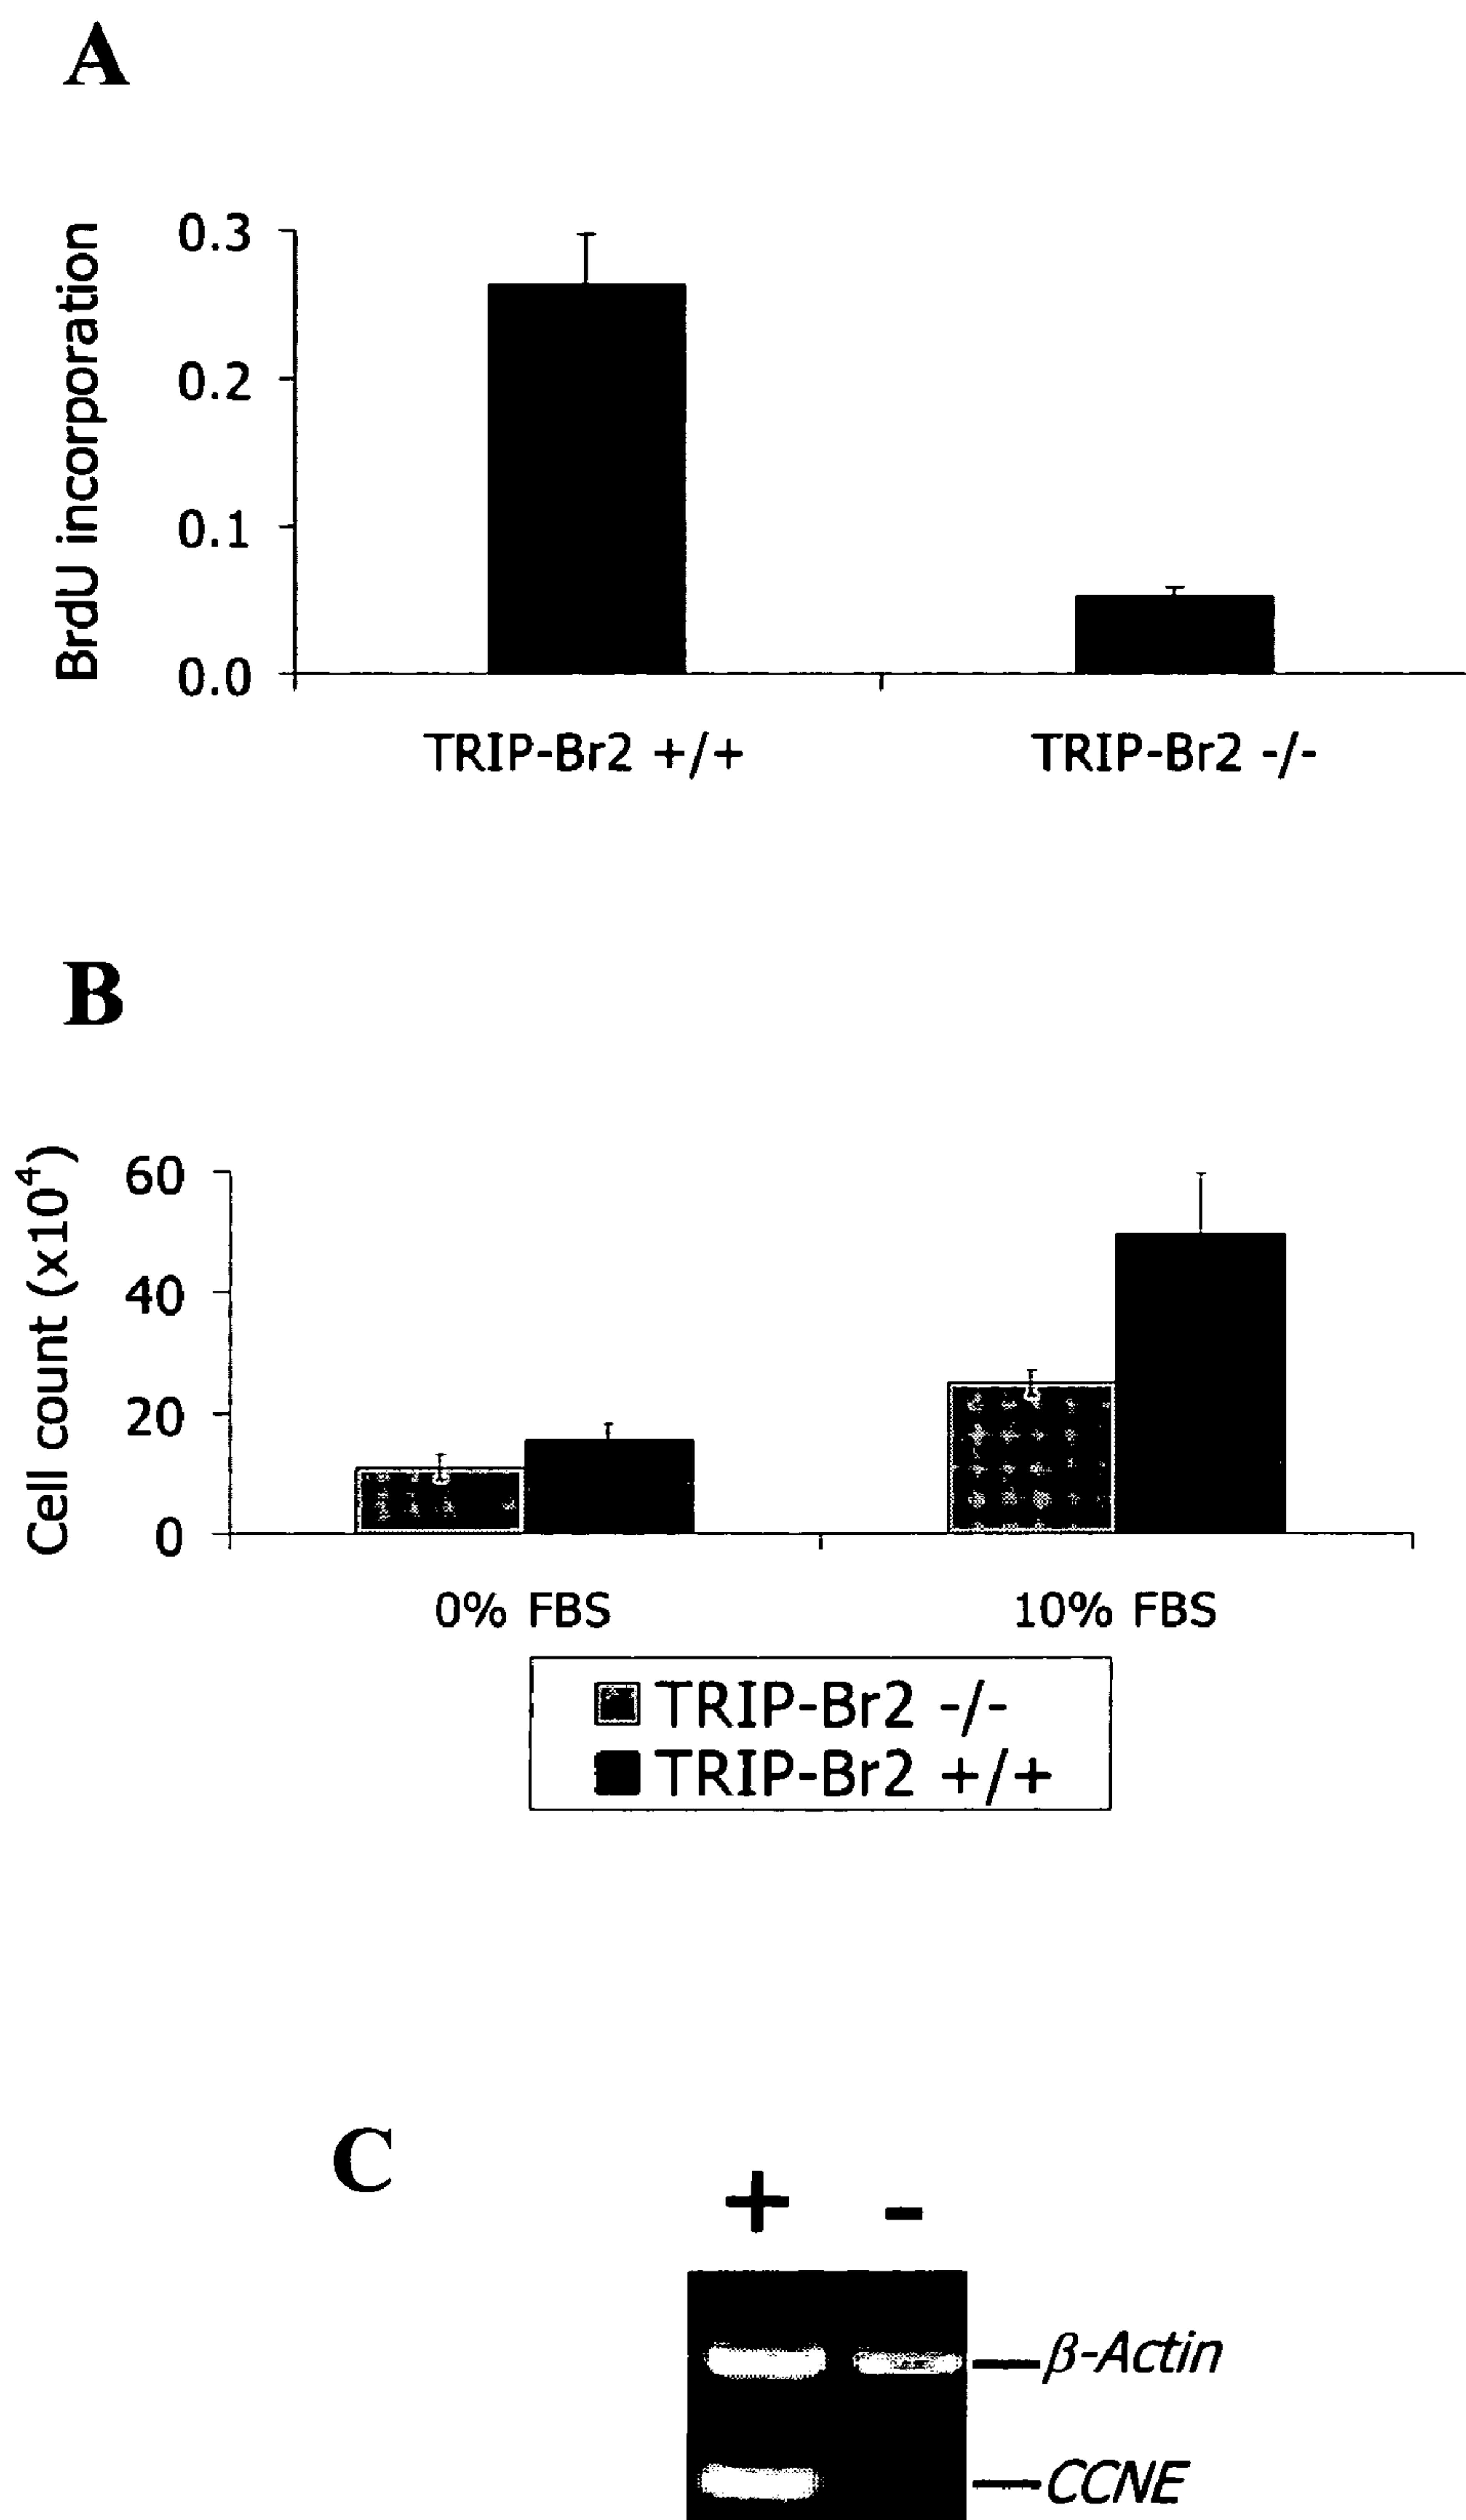 A
BrdU incorporation
0.3
0.2
0.1
0.0
TRIP-Br2 +/+ TRIP-Br2 -/-
B
Cell count (x10⁴)
60
40
20
0
0% FBS 10% FBS
TRIP-Br2 -/-
TRIP-Br2 +/+
C
+ -
β-Actin
CCNE